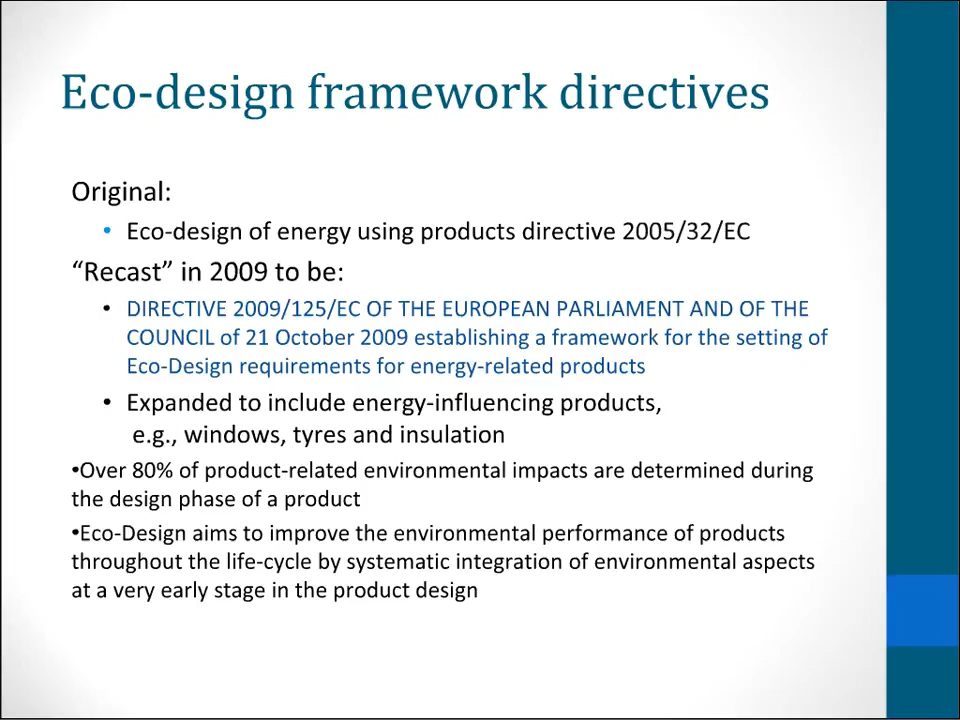 Eco-design framework directives
Original:
• Eco-design of energy using products directive 2005/32/EC
“Recast” in 2009 to be:
• DIRECTIVE 2009/125/EC OF THE EUROPEAN PARLIAMENT AND OF THE
COUNCIL of 21 October 2009 establishing a framework for the setting of
Eco-Design requirements for energy-related products
• Expanded to include energy-influencing products,
e.g., windows, tyres and insulation
•Over 80% of product-related environmental impacts are determined during
the design phase of a product
•Eco-Design aims to improve the environmental performance of products
throughout the life-cycle by systematic integration of environmental aspects
at a very early stage in the product design